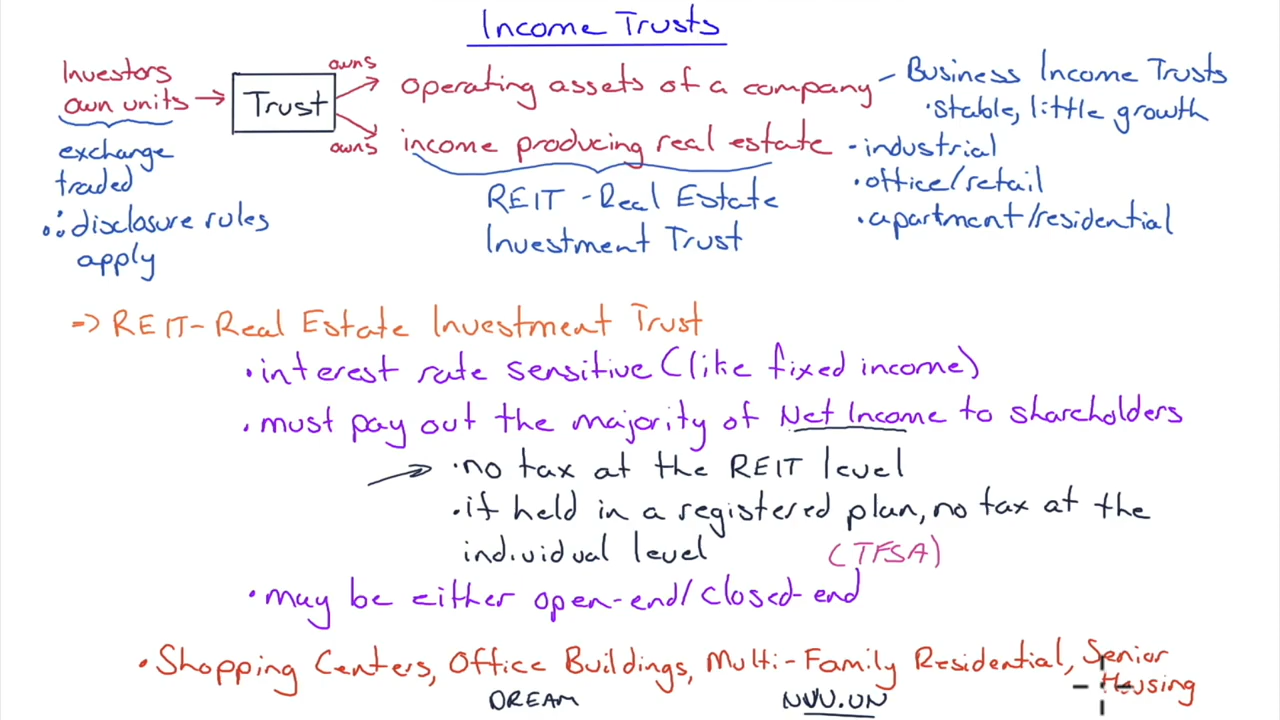 Income Trusts
Investors
own units → Trust
owns
operating assets of a company – Business Income Trusts
• stable, little growth
owns
income producing real estate
• industrial
• office/retail
• apartment/residential
exchange
traded
∴ disclosure rules
apply
REIT - Real Estate
Investment Trust
=> REIT - Real Estate Investment Trust
• interest rate sensitive (like fixed income)
• must pay out the majority of Net Income to shareholders
→ • no tax at the REIT level
• if held in a registered plan, no tax at the
individual level (TFSA)
• may be either open-end/closed-end
• Shopping Centers, Office Buildings, Multi-Family Residential, Senior
Housing
DREAM NVU.UN